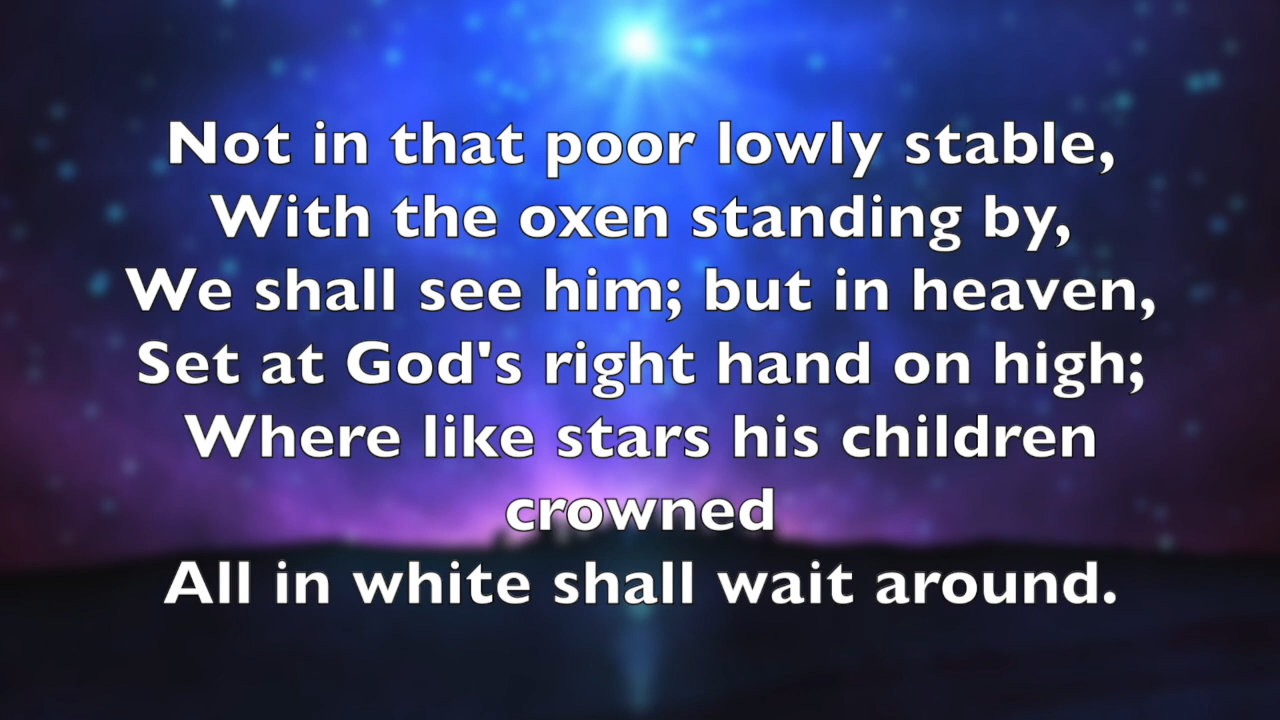 Not in that poor lowly stable,
With the oxen standing by,
We shall see him; but in heaven,
Set at God's right hand on high;
Where like stars his children
crowned
All in white shall wait around.